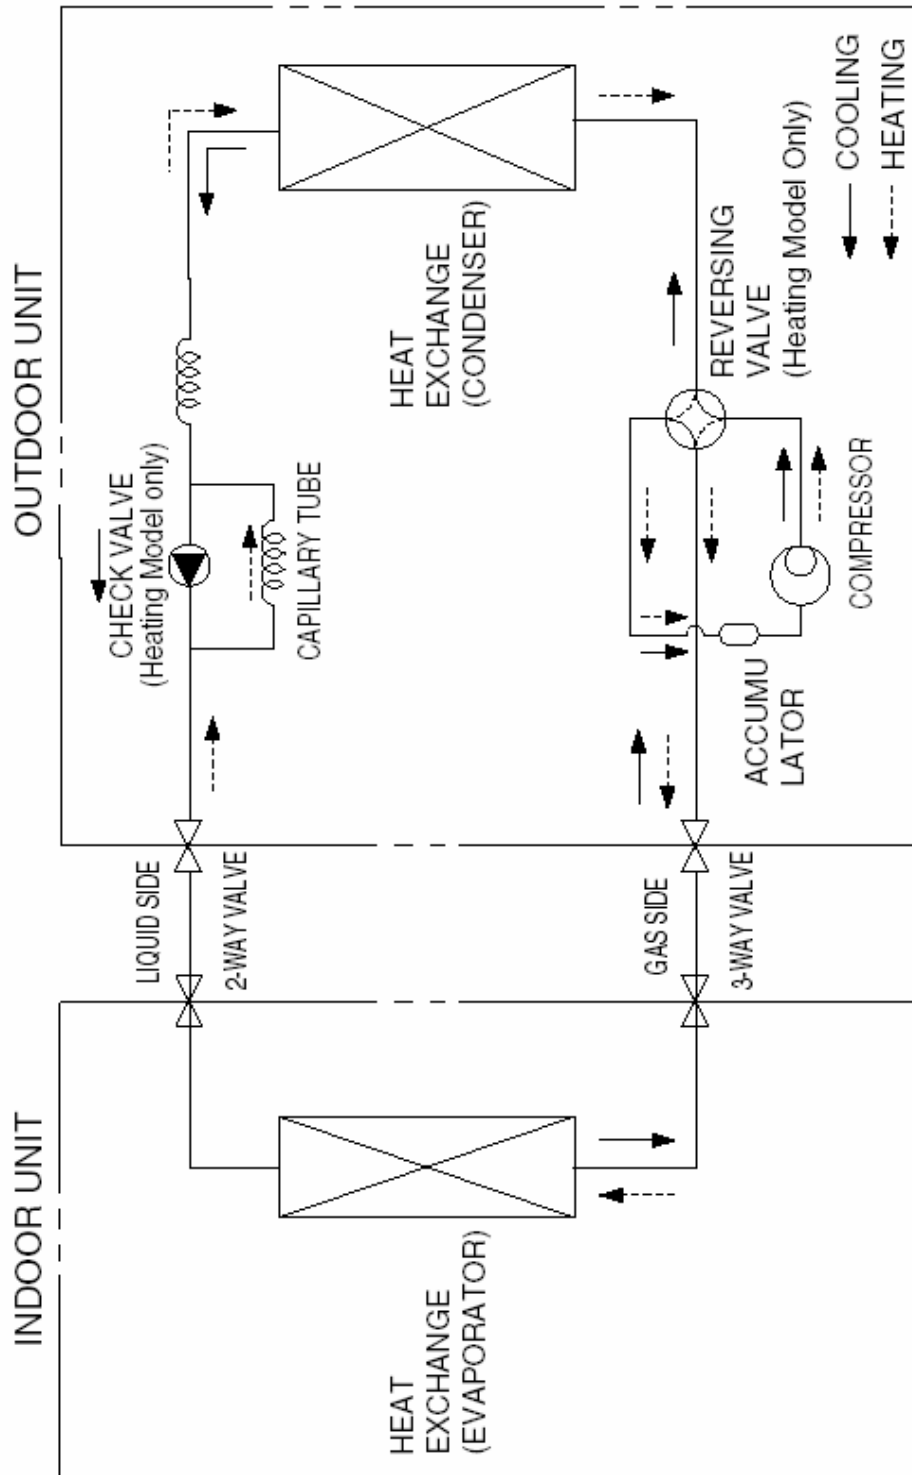 INDOOR UNIT
OUTDOOR UNIT
HEAT
EXCHANGE
(EVAPORATOR)
LIQUID SIDE
2-WAY VALVE
GAS SIDE
3-WAY VALVE
CHECK VALVE
(Heating Model only)
CAPILLARY TUBE
HEAT
EXCHANGE
(CONDENSER)
REVERSING
VALVE
(Heating Model Only)
ACCUMU
LATOR
COMPRESSOR
COOLING
HEATING